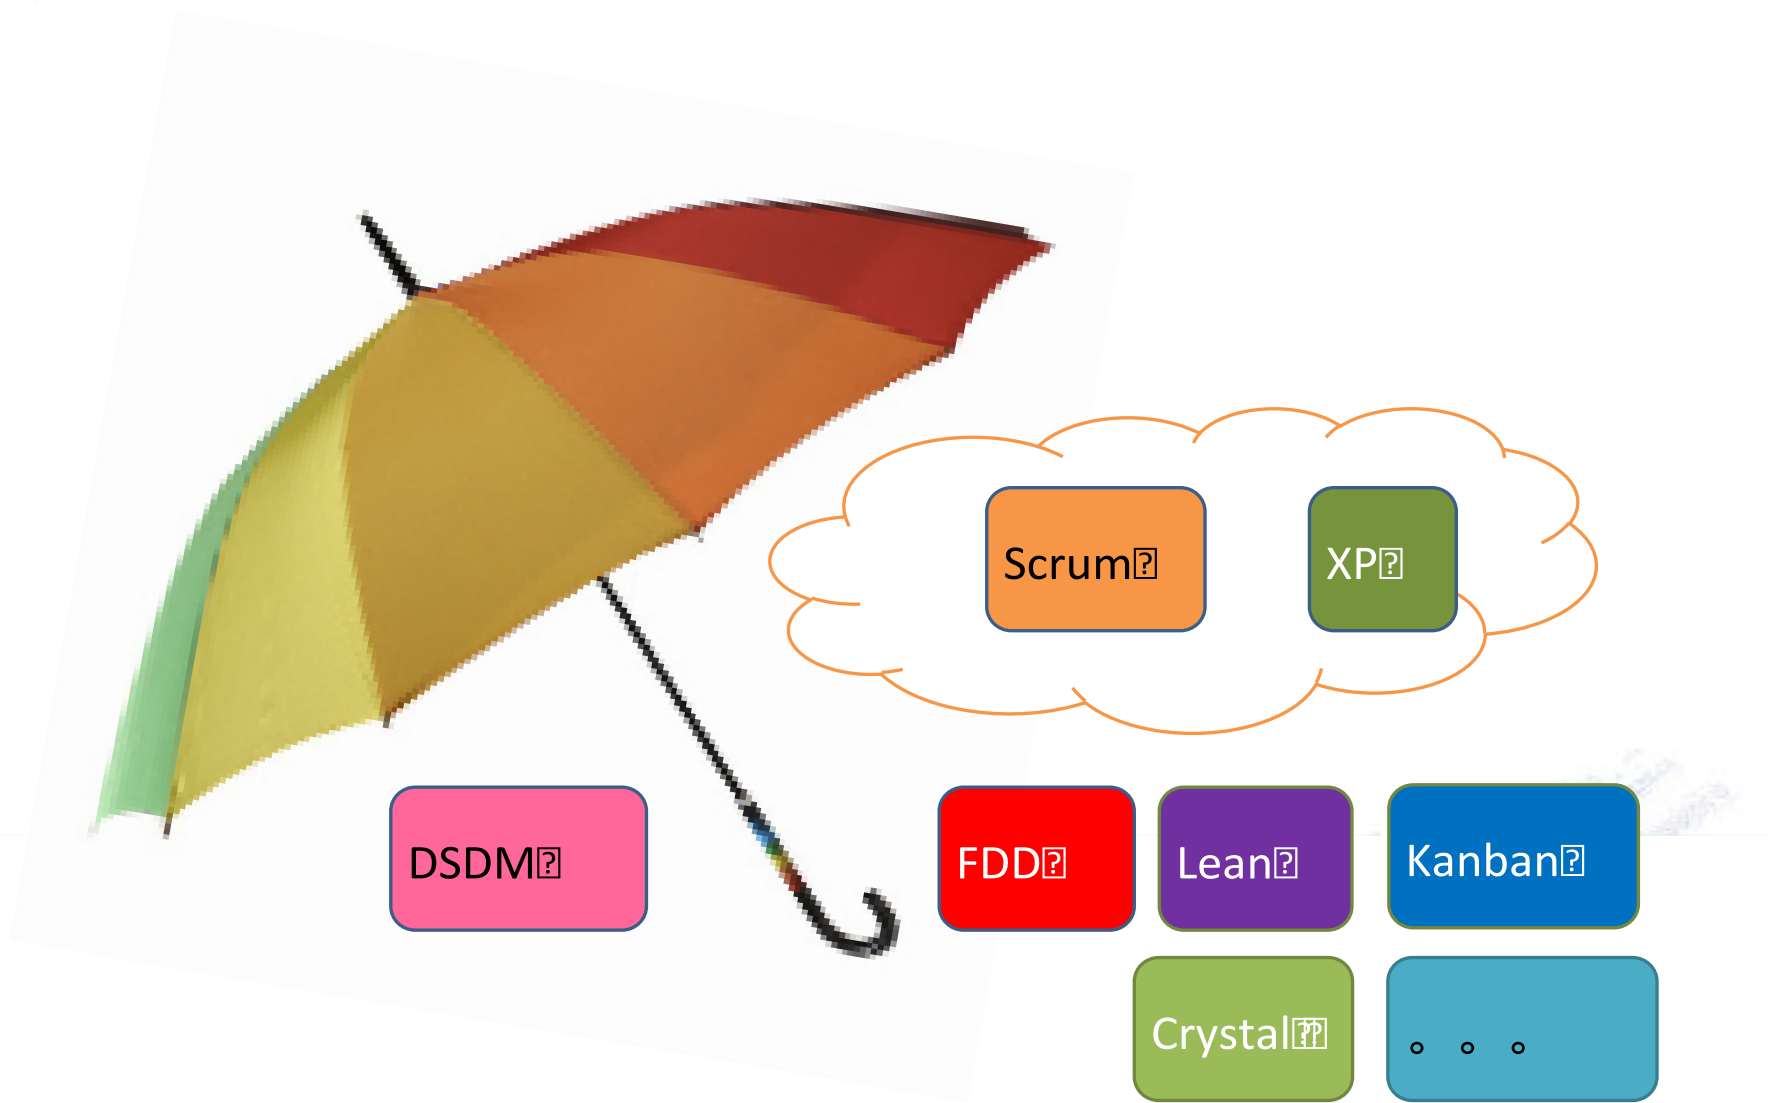 Scrum
XP
DSDM
FDD
Lean
Kanban
Crystal
。。。